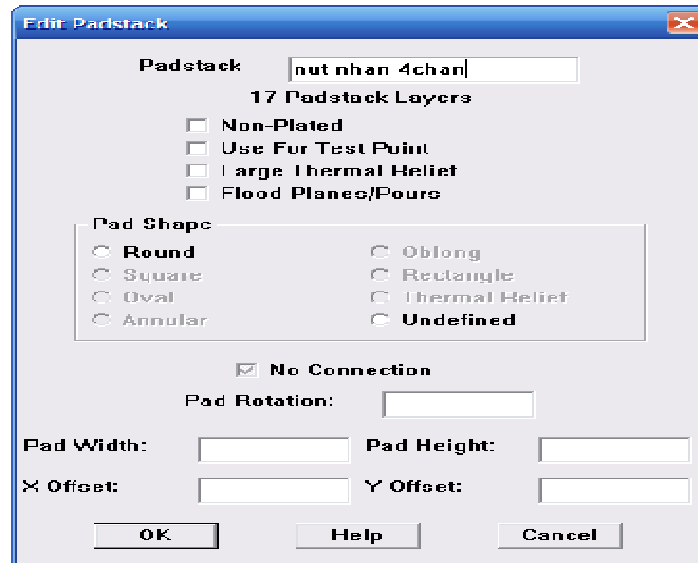 Edit Padstack
Padstack nut nhan 4chan
17 Padstack Layers
Non-Plated
Use For Test Point
Large Thermal Relief
Flood Planes/Pours
Pad Shape
Round Oblong
Square Rectangle
Oval Thermal Relief
Annular Undefined
No Connection
Pad Rotation:
Pad Width: Pad Height:
X Offset: Y Offset:
OK Help Cancel